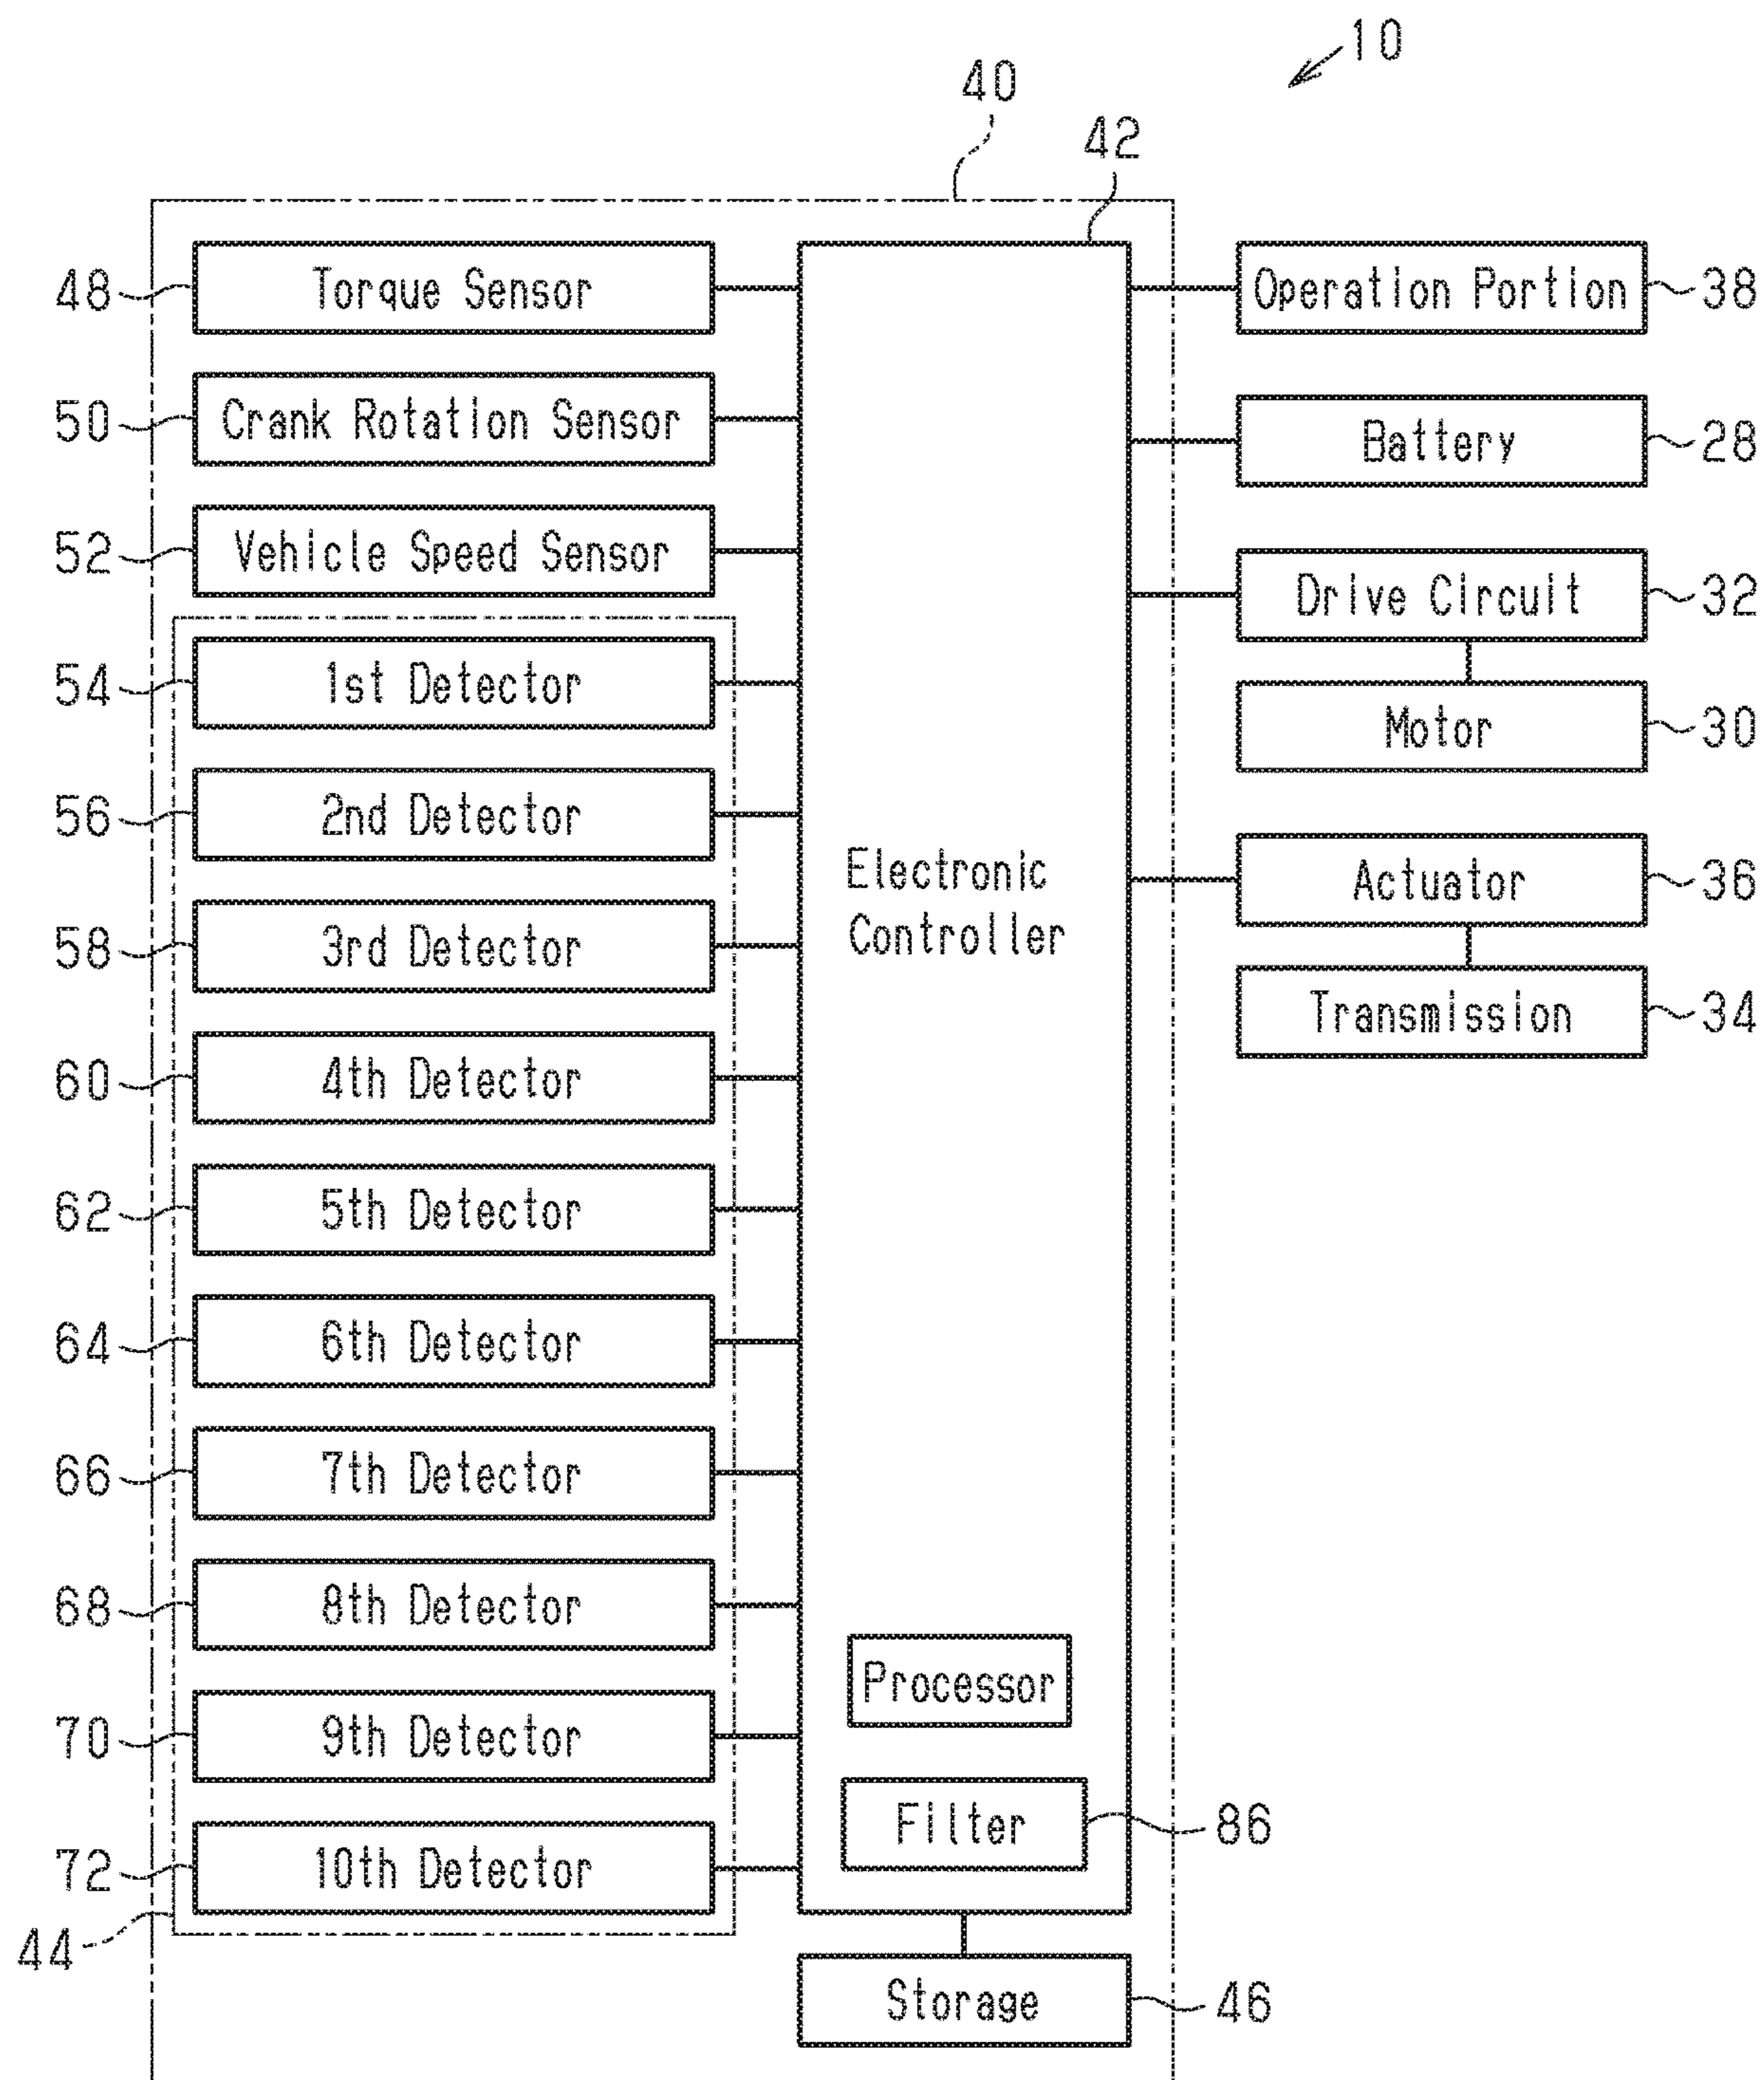 10
40
42
48 Torque Sensor
Operation Portion 38
50 Crank Rotation Sensor
Battery 28
52 Vehicle Speed Sensor
Drive Circuit 32
54 1st Detector
Motor 30
56 2nd Detector
Electronic
Controller
Actuator 36
58 3rd Detector
Transmission 34
60 4th Detector
62 5th Detector
64 6th Detector
66 7th Detector
68 8th Detector
Processor
70 9th Detector
Filter 86
72 10th Detector
44
Storage 46